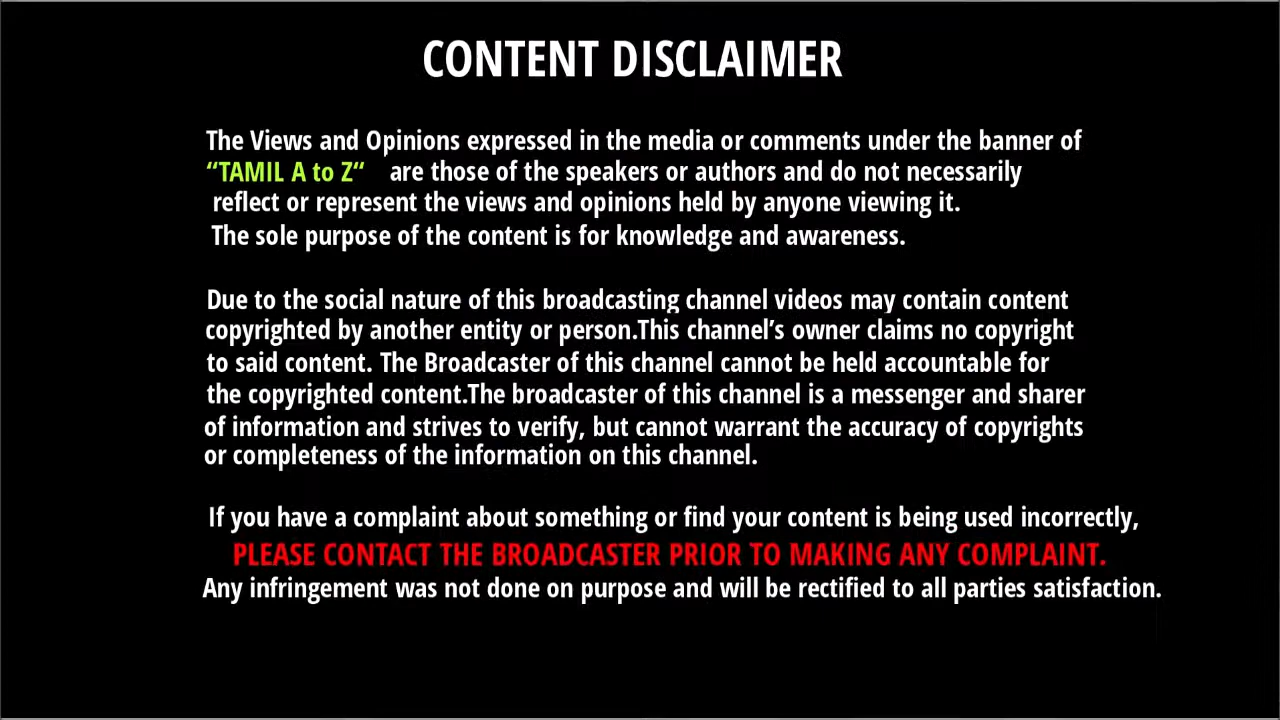 CONTENT DISCLAIMER
The Views and Opinions expressed in the media or comments under the banner of
“TAMIL A to Z“ are those of the speakers or authors and do not necessarily
reflect or represent the views and opinions held by anyone viewing it.
The sole purpose of the content is for knowledge and awareness.
Due to the social nature of this broadcasting channel videos may contain content
copyrighted by another entity or person.This channel’s owner claims no copyright
to said content. The Broadcaster of this channel cannot be held accountable for
the copyrighted content.The broadcaster of this channel is a messenger and sharer
of information and strives to verify, but cannot warrant the accuracy of copyrights
or completeness of the information on this channel.
If you have a complaint about something or find your content is being used incorrectly,
PLEASE CONTACT THE BROADCASTER PRIOR TO MAKING ANY COMPLAINT.
Any infringement was not done on purpose and will be rectified to all parties satisfaction.